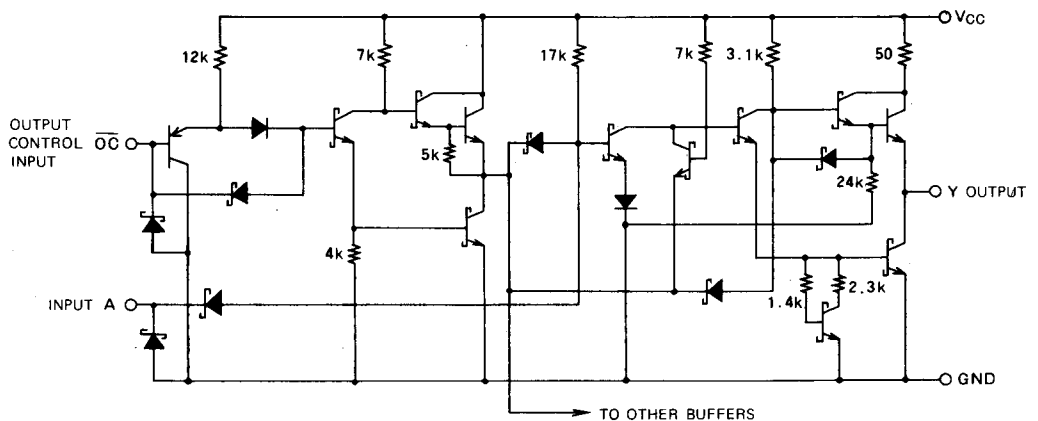 VCC
12k
7k
17k
7k
3.1k
50
OUTPUT
CONTROL OC
INPUT
5k
24k
Y OUTPUT
4k
INPUT A
1.4k
2.3k
GND
TO OTHER BUFFERS